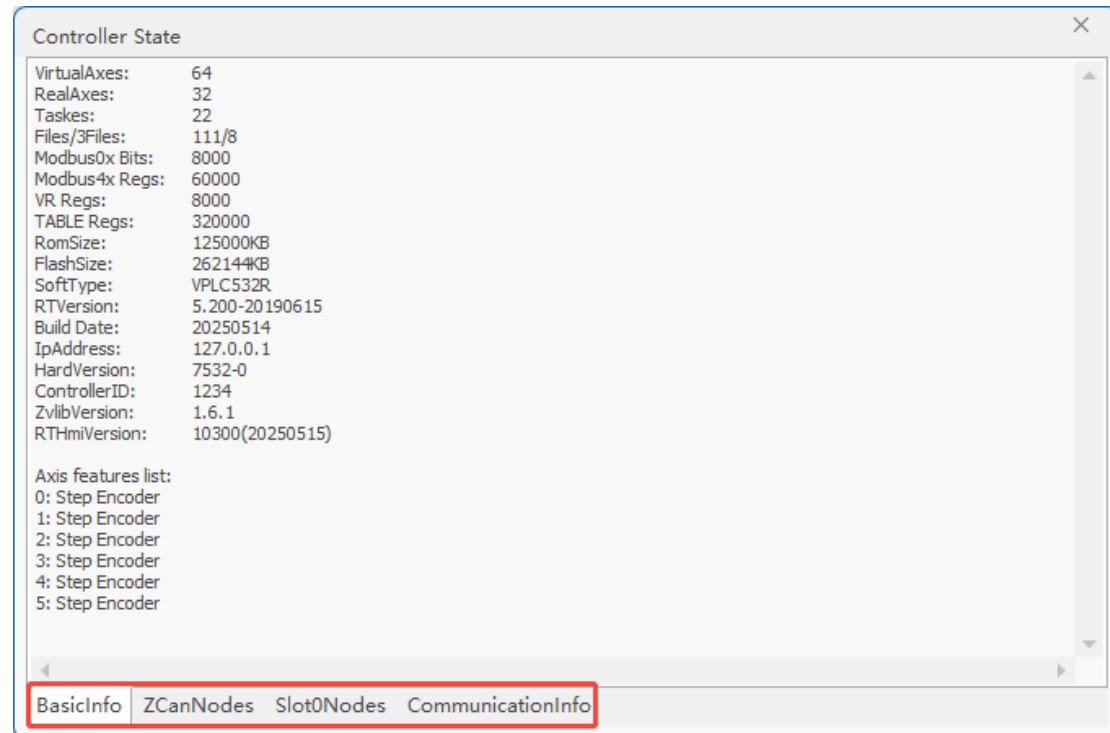 Controller State
VirtualAxes: 64
RealAxes: 32
Taskes: 22
Files/3Files: 111/8
Modbus0x Bits: 8000
Modbus4x Regs: 60000
VR Regs: 8000
TABLE Regs: 320000
RomSize: 125000KB
FlashSize: 262144KB
SoftType: VPLC532R
RTVersion: 5.200-20190615
Build Date: 20250514
IpAddress: 127.0.0.1
HardVersion: 7532-0
ControllerID: 1234
ZvlibVersion: 1.6.1
RTHmiVersion: 10300(20250515)
Axis features list:
0: Step Encoder
1: Step Encoder
2: Step Encoder
3: Step Encoder
4: Step Encoder
5: Step Encoder
BasicInfo ZCanNodes Slot0Nodes CommunicationInfo